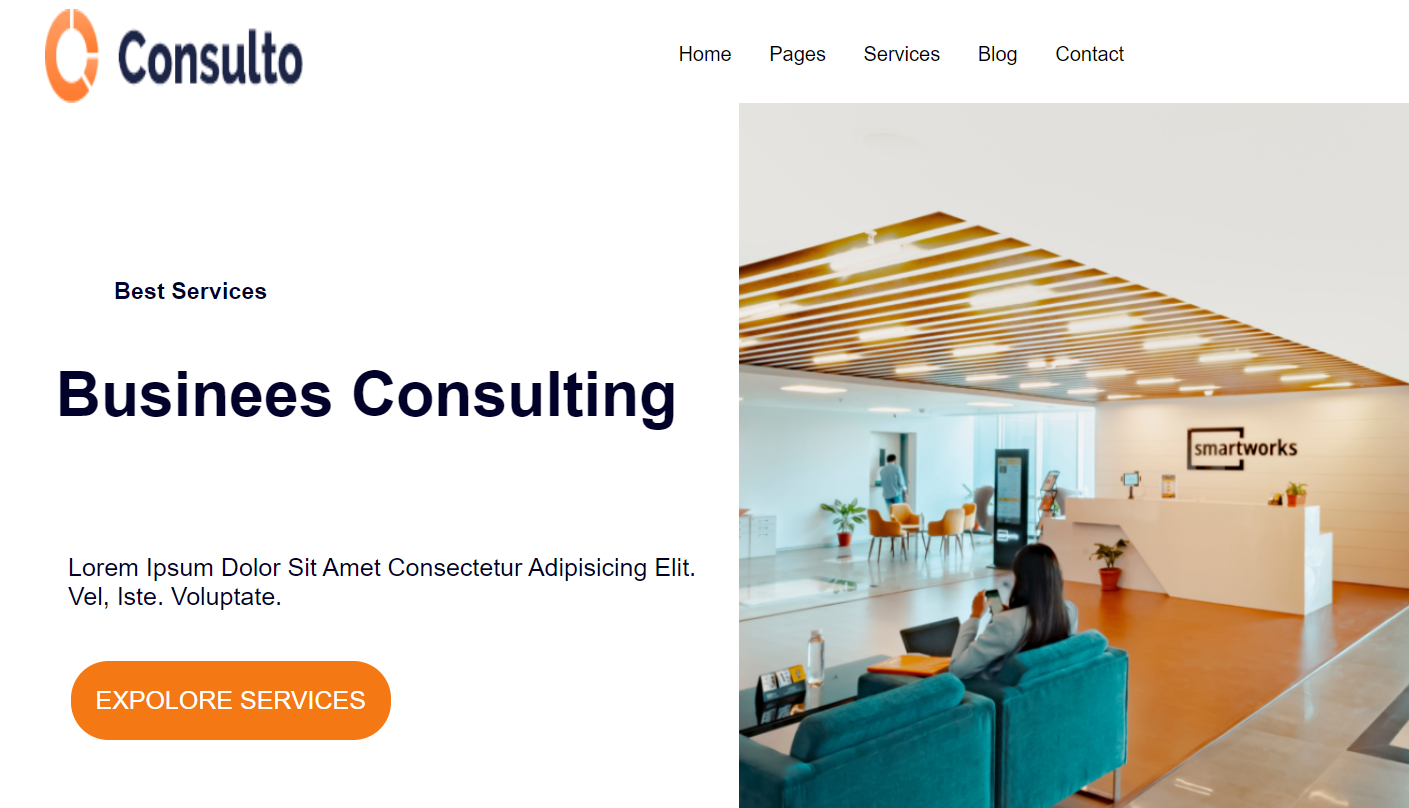 Consulto
Home Pages Services Blog Contact
Best Services
Businees Consulting
Lorem Ipsum Dolor Sit Amet Consectetur Adipisicing Elit.
Vel, Iste. Voluptate.
EXPOLORE SERVICES
smartworks